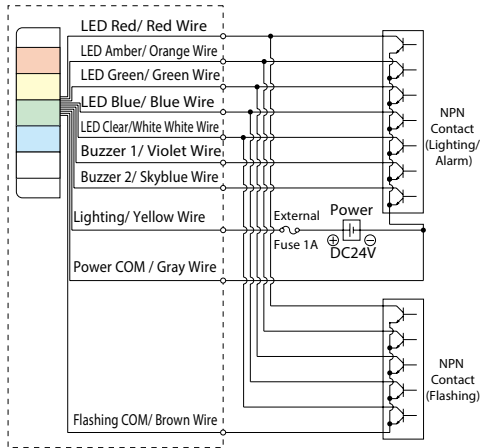 LED Red/ Red Wire
LED Amber/ Orange Wire
LED Green/ Green Wire
LED Blue/ Blue Wire
LED Clear/White White Wire
Buzzer 1/ Violet Wire
Buzzer 2/ Skyblue Wire
Lighting/ Yellow Wire
External
Fuse 1A
Power
⊕ ⊖
DC24V
Power COM / Gray Wire
Flashing COM/ Brown Wire
NPN
Contact
(Lighting/
Alarm)
NPN
Contact
(Flashing)